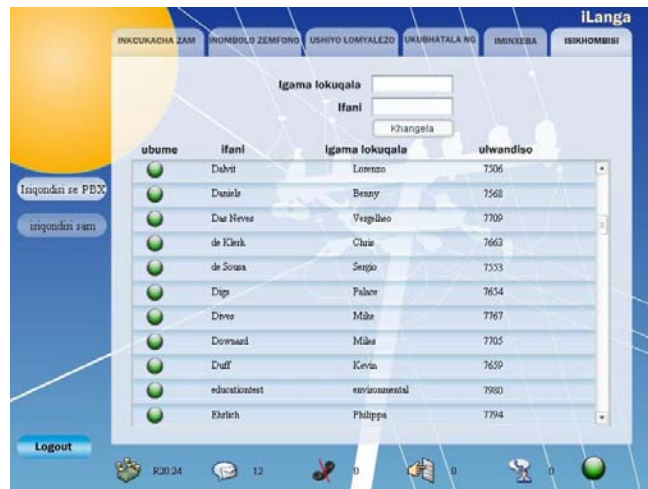 iLanga
INKCUKACHA ZAM INOMBOLO ZEMFONO USHIYO LOMYALEZO UKUBHATALA NG IMINXEBA ISIKHOMBISI
Igama lokuqala
Ifani
Khangela
ubume ifani igama lokuqala ulwandiso
Dalvit Lorenzo 7506
Daniels Benny 7568
Das Neves Vergelheo 7709
de Klerk Chris 7663
de Sousa Sergio 7553
Digs Palace 7654
Dives Mike 7767
Downard Miles 7705
Duff Kevin 7659
educationtest environmental 7980
Ehrlich Philippa 7794
Isiqondisi se PBX
isiqondisi sam
Logout
R20.24 12 0 0 0